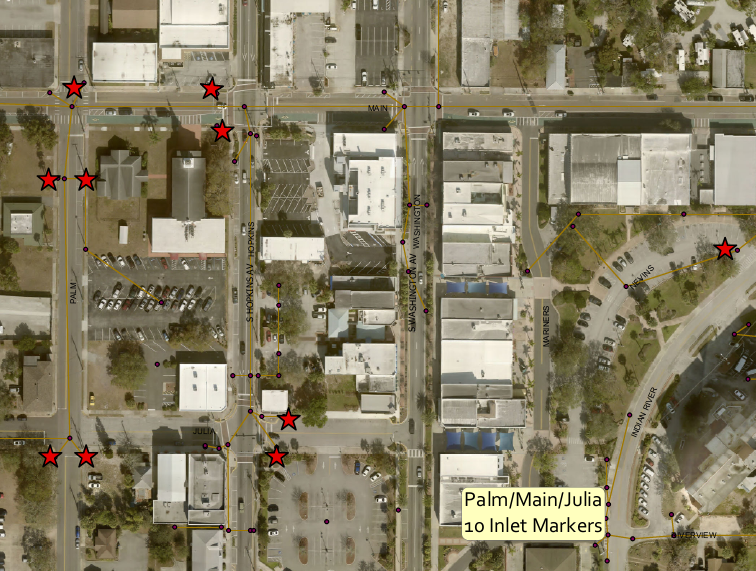 MAIN
S HOPKINS AV HOPKINS
S WASHINGTON AV WASHINGTON
PALM
NEVINS
MARINERS
INDIAN RIVER
JULIA
Palm/Main/Julia
10 Inlet Markers
RIVERVIEW